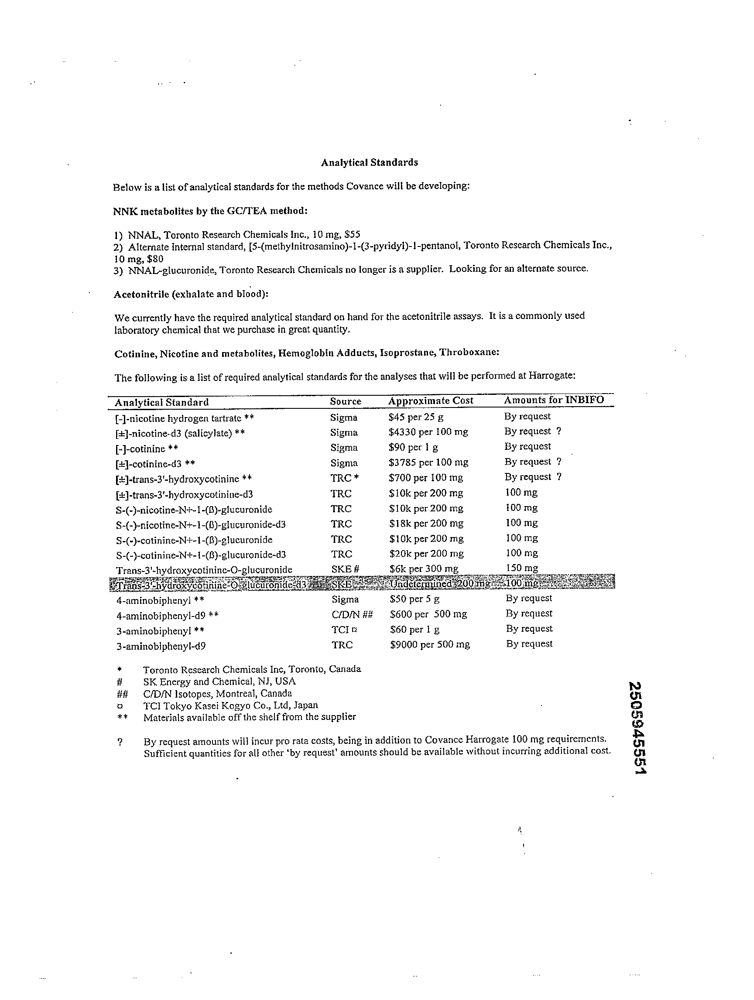 Analytical Standards
Below is a list of analytical standards for the methods Covance will be developing:
NNK metabolites by the GC/TEA method:
1) NNAL, Toronto Research Chemicals Inc., 10 mg, $55
2) Alternate internal standard, [5-(methylnitrosamino)-1-(3-pyridyl)-1-pentanol, Toronto Research Chemicals Inc.,
10 mg, $80
3) NNAL-glucuronide, Toronto Research Chemicals no longer is a supplier. Looking for an alternate source.
Acetonitrile (exhalate and blood):
We currently have the required analytical standard on hand for the acetonitrile assays. It is a commonly used
laboratory chemical that we purchase in great quantity.
Cotinine, Nicotine and metabolites, Hemoglobin Adducts, Isoprostane, Throboxane:
The following is a list of required analytical standards for the analyses that will be performed at Harrogate:
Analytical Standard Source Approximate Cost Amounts for INBIFO
[-]-nicotine hydrogen tartrate ** Sigma $45 per 25 g By request
[±]-nicotine-d3 (salicylate) ** Sigma $4330 per 100 mg By request ?
[-]-cotinine ** Sigma $90 per 1 g By request
[±]-cotinine-d3 ** Sigma $3785 per 100 mg By request ?
[±]-trans-3'-hydroxycotinine ** TRC * $700 per 100 mg By request ?
[±]-trans-3'-hydroxycotinine-d3 TRC $10k per 200 mg 100 mg
S-(-)-nicotine-N+-1-(ß)-glucuronide TRC $10k per 200 mg 100 mg
S-(-)-nicotine-N+-1-(ß)-glucuronide-d3 TRC $18k per 200 mg 100 mg
S-(-)-cotinine-N+-1-(ß)-glucuronide TRC $10k per 200 mg 100 mg
S-(-)-cotinine-N+-1-(ß)-glucuronide-d3 TRC $20k per 200 mg 100 mg
Trans-3'-hydroxycotinine-O-glucuronide SKE # $6k per 300 mg 150 mg
Trans-3'-hydroxycotinine-O-glucuronide-d3 SKE Undetermined 200 mg 100 mg
4-aminobiphenyl ** Sigma $50 per 5 g By request
4-aminobiphenyl-d9 ** C/D/N ## $600 per 500 mg By request
3-aminobiphenyl ** TCI ¤ $60 per 1 g By request
3-aminobiphenyl-d9 TRC $9000 per 500 mg By request
* Toronto Research Chemicals Inc, Toronto, Canada
# SK Energy and Chemical, NJ, USA
## C/D/N Isotopes, Montreal, Canada
¤ TCI Tokyo Kasei Kogyo Co., Ltd, Japan
** Materials available off the shelf from the supplier
? By request amounts will incur pro rata costs, being in addition to Covance Harrogate 100 mg requirements.
Sufficient quantities for all other 'by request' amounts should be available without incurring additional cost.
2505945551